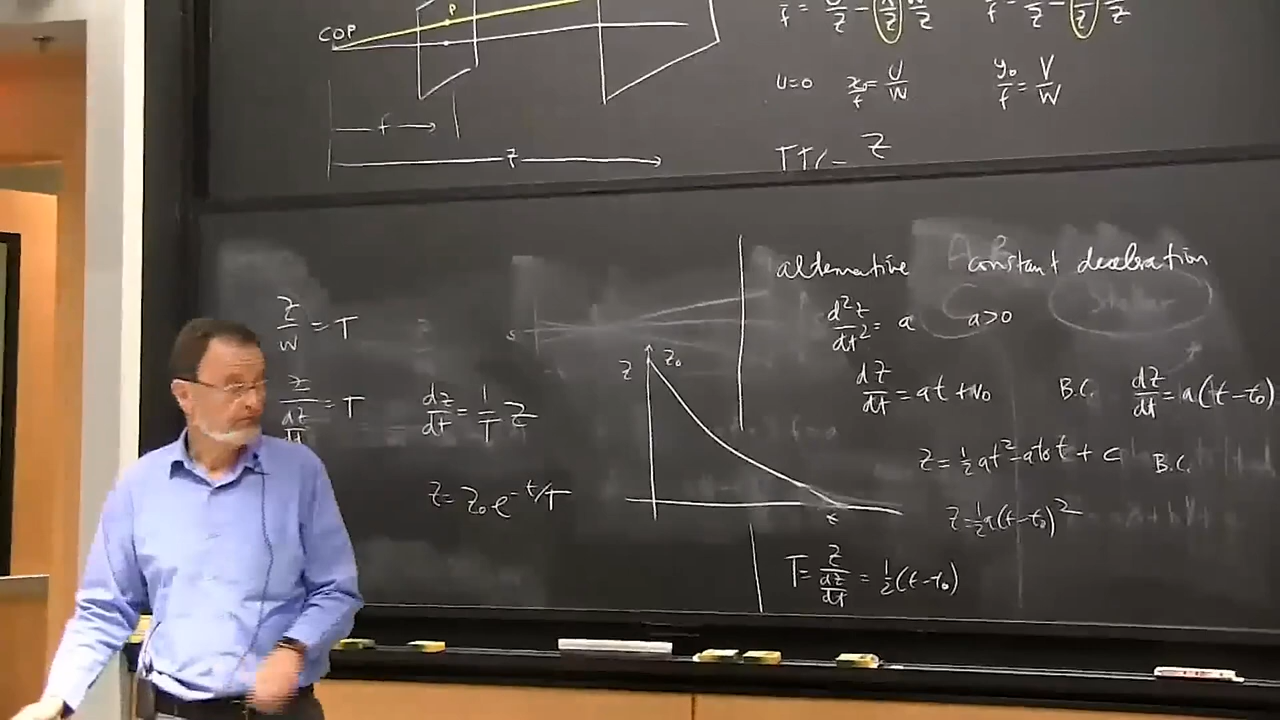 COP
P
f
Z
U=0 x₀/f = U/W y₀/f = V/W
Z
Z/W = T
Z/(dZ/dt) = T dz/dt = 1/T Z
Z = Z₀e^(-t/T)
Z Z₀
t
alternative constant deceleration
d²z/dt² = a a>0
dZ/dt = at + v₀ B.C. dZ/dt = a(t-t₀)
Z = ½at² - at₀t + c B.C.
Z = ½a(t-t₀)²
T = Z/(dZ/dt) = ½(t-t₀)